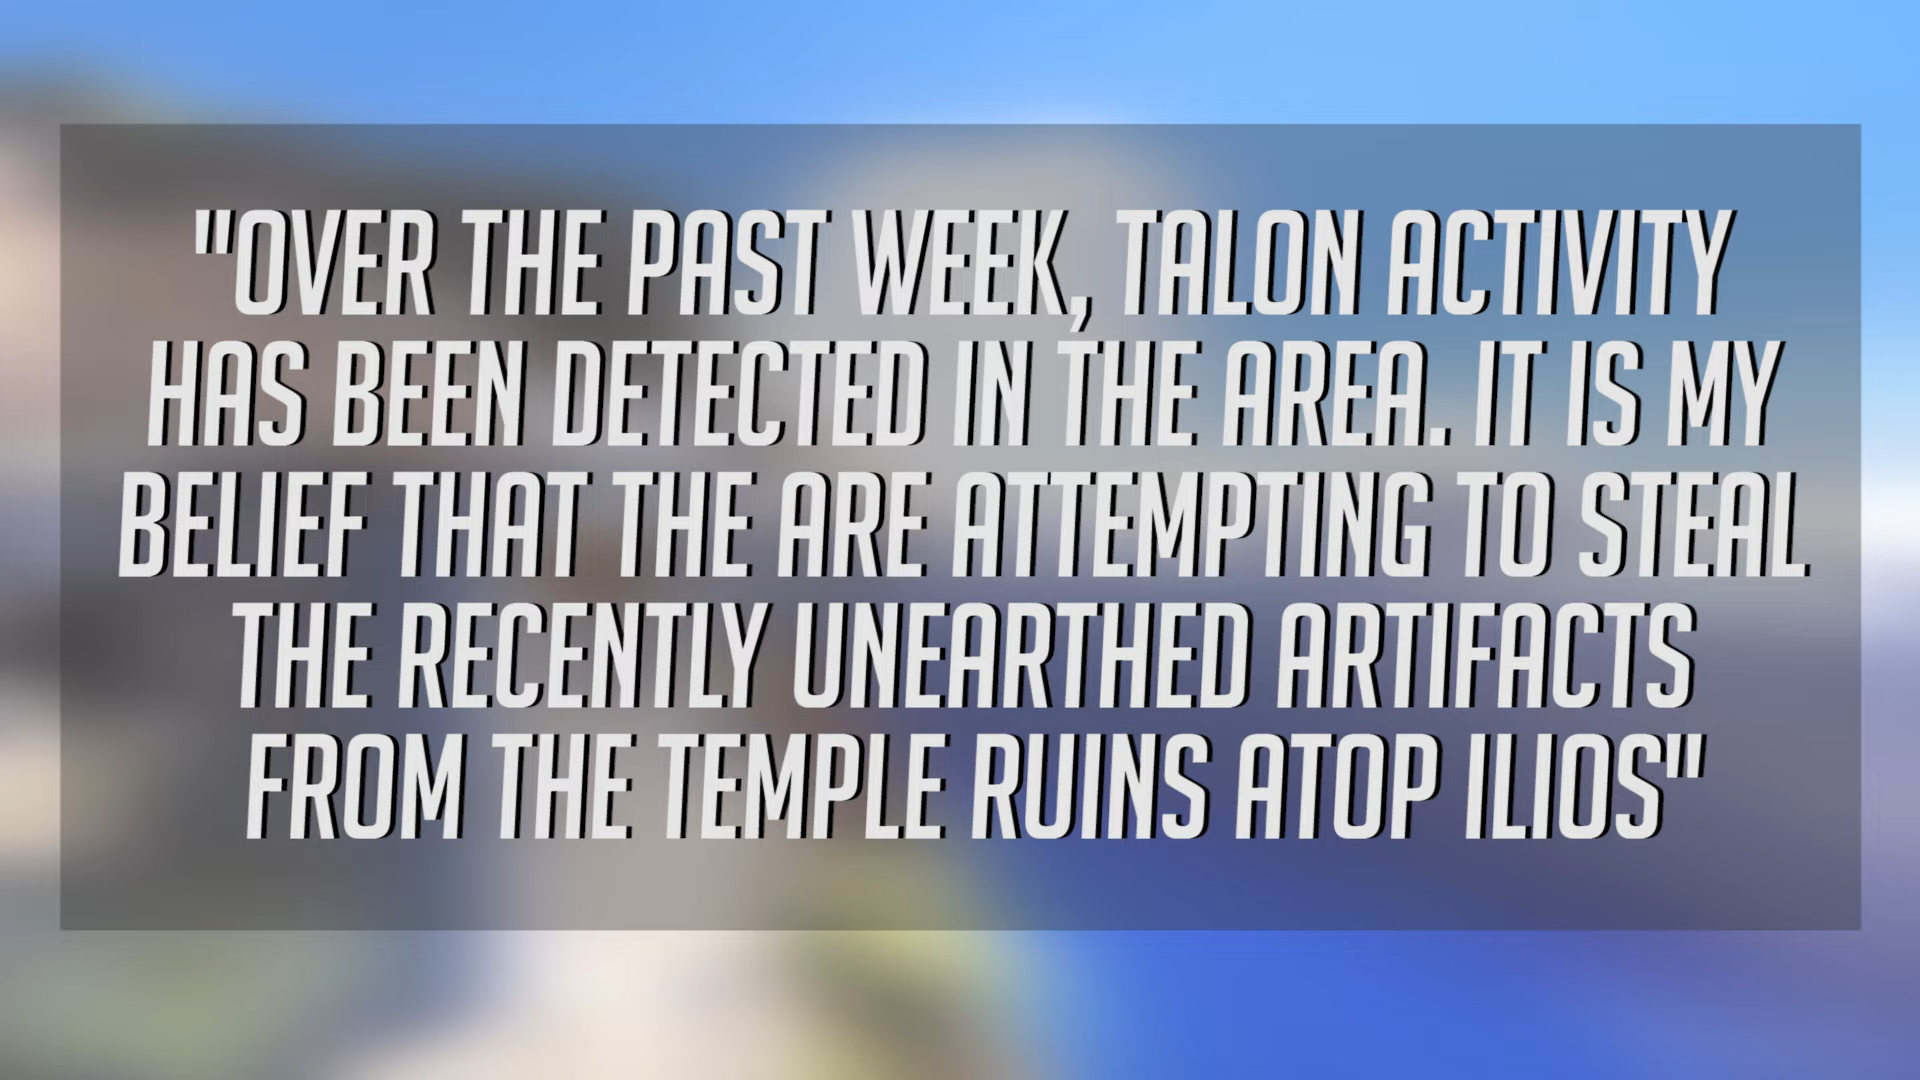 "OVER THE PAST WEEK, TALON ACTIVITY
HAS BEEN DETECTED IN THE AREA. IT IS MY
BELIEF THAT THE ARE ATTEMPTING TO STEAL
THE RECENTLY UNEARTHED ARTIFACTS
FROM THE TEMPLE RUINS ATOP ILIOS"